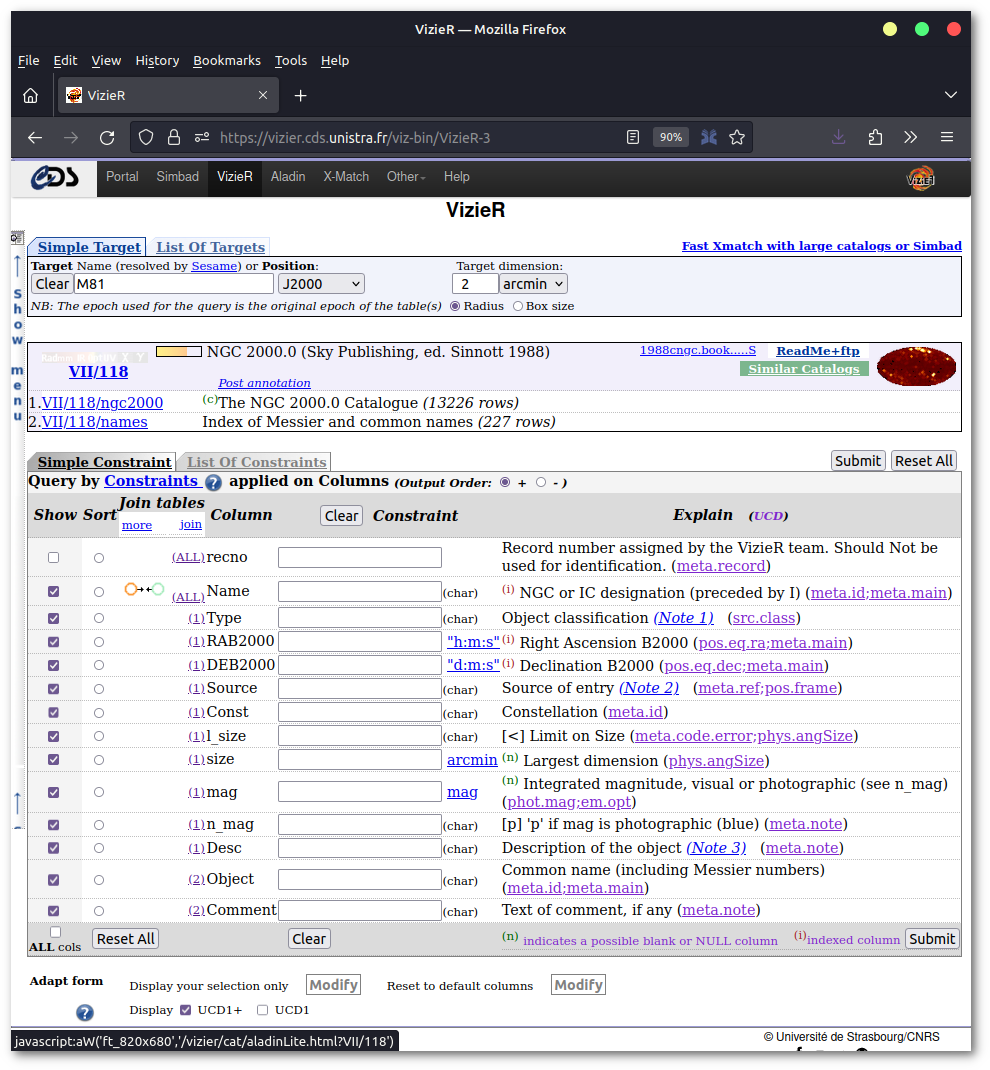 VizieR — Mozilla Firefox
File Edit View History Bookmarks Tools Help
VizieR
https://vizier.cds.unistra.fr/viz-bin/VizieR-3 90%
CDS Portal Simbad VizieR Aladin X-Match Other Help VizieR
VizieR
Show menu
Simple Target List Of Targets Fast Xmatch with large catalogs or Simbad
Target Name (resolved by Sesame) or Position: Target dimension:
Clear M81 J2000 2 arcmin
NB: The epoch used for the query is the original epoch of the table(s) Radius Box size
NGC 2000.0 (Sky Publishing, ed. Sinnott 1988) 1988cngc.book.....S ReadMe+ftp
VII/118 Similar Catalogs
Post annotation
1.VII/118/ngc2000 (c)The NGC 2000.0 Catalogue (13226 rows)
2.VII/118/names Index of Messier and common names (227 rows)
Simple Constraint List Of Constraints Submit Reset All
Query by Constraints ? applied on Columns (Output Order: + - )
Show Sort Join tables more join Column Clear Constraint Explain (UCD)
(ALL) recno Record number assigned by the VizieR team. Should Not be
used for identification. (meta.record)
(ALL) Name (char) (i) NGC or IC designation (preceded by I) (meta.id;meta.main)
(1) Type (char) Object classification (Note 1) (src.class)
(1) RAB2000 "h:m:s" (i) Right Ascension B2000 (pos.eq.ra;meta.main)
(1) DEB2000 "d:m:s" (i) Declination B2000 (pos.eq.dec;meta.main)
(1) Source (char) Source of entry (Note 2) (meta.ref;pos.frame)
(1) Const (char) Constellation (meta.id)
(1) l_size (char) [<] Limit on Size (meta.code.error;phys.angSize)
(1) size arcmin (n) Largest dimension (phys.angSize)
(1) mag mag (n) Integrated magnitude, visual or photographic (see n_mag)
(phot.mag;em.opt)
(1) n_mag (char) [p] 'p' if mag is photographic (blue) (meta.note)
(1) Desc (char) Description of the object (Note 3) (meta.note)
(2) Object (char) Common name (including Messier numbers)
(meta.id;meta.main)
(2) Comment (char) Text of comment, if any (meta.note)
ALL cols Reset All Clear (n) indicates a possible blank or NULL column (i)indexed column Submit
Adapt form Display your selection only Modify Reset to default columns Modify
? Display UCD1+ UCD1
© Université de Strasbourg/CNRS
javascript:aW('ft_820x680','/vizier/cat/aladinLite.html?VII/118')